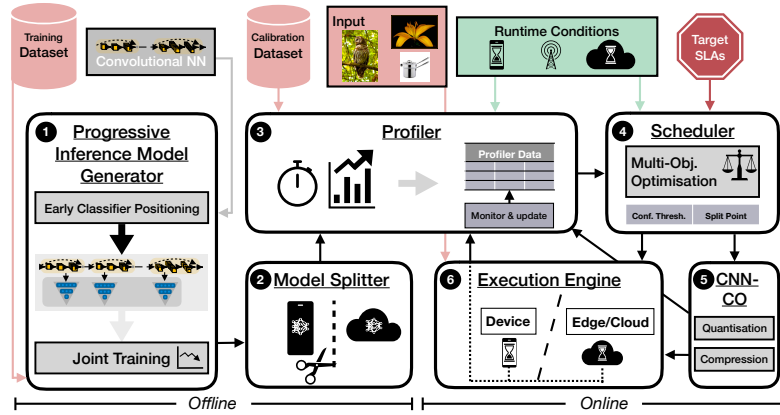 Training
Dataset
Convolutional NN
Calibration
Dataset
Input
Runtime Conditions
Target
SLAs
1
Progressive
Inference Model
Generator
Early Classifier Positioning
Joint Training
3
Profiler
Profiler Data
Monitor & update
4
Scheduler
Multi-Obj.
Optimisation
Conf. Thresh.
Split Point
2
Model Splitter
6
Execution Engine
Device
Edge/Cloud
5
CNN-
CO
Quantisation
Compression
Offline
Online